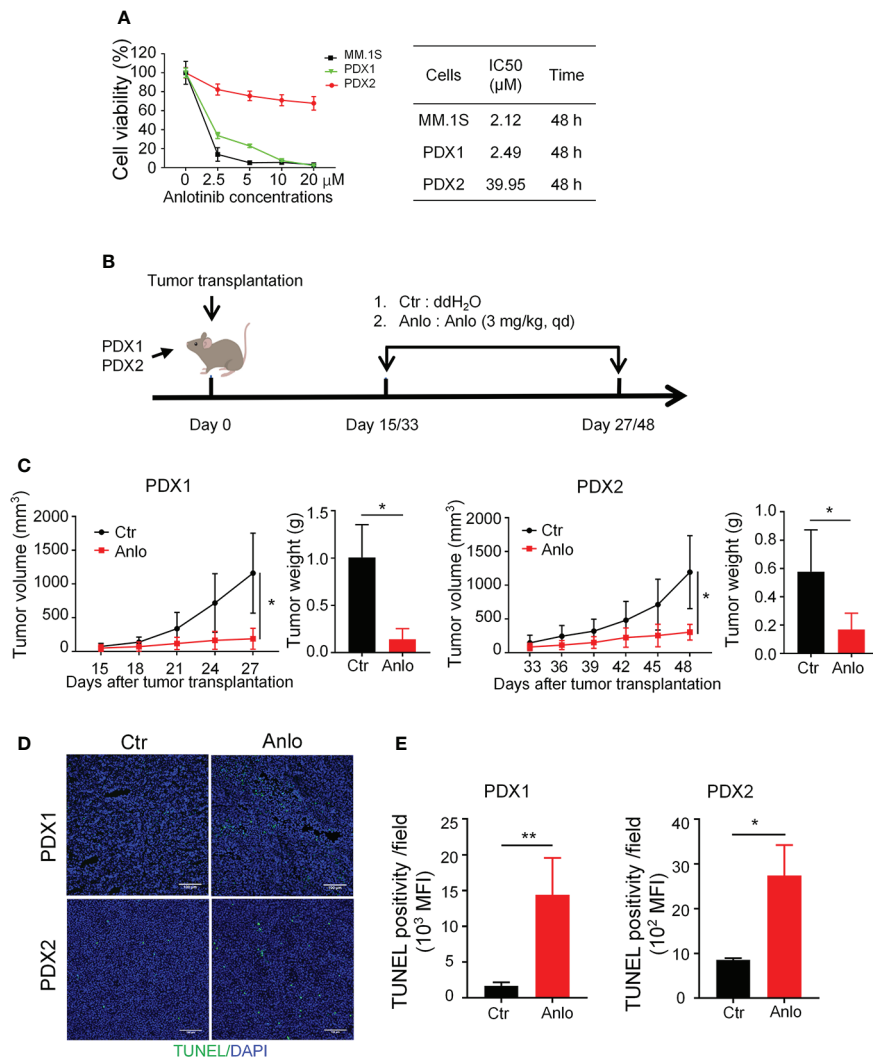 A
Cell viability (%)
120
100
80
60
40
20
0
0 2.5 5 10 20 μM
Anlotinib concentrations
MM.1S
PDX1
PDX2
Cells IC50 (μM) Time
MM.1S 2.12 48 h
PDX1 2.49 48 h
PDX2 39.95 48 h
B
Tumor transplantation
PDX1
PDX2
1. Ctr : ddH₂O
2. Anlo : Anlo (3 mg/kg, qd)
Day 0 Day 15/33 Day 27/48
C
PDX1
Tumor volume (mm³)
2000
1500
1000
500
0
Ctr
Anlo
*
15 18 21 24 27
Days after tumor transplantation
Tumor weight (g)
1.5
1.0
0.5
0.0
*
Ctr Anlo
PDX2
Tumor volume (mm³)
2000
1500
1000
500
0
Ctr
Anlo
*
33 36 39 42 45 48
Days after tumor transplantation
Tumor weight (g)
1.0
0.8
0.6
0.4
0.2
0.0
*
Ctr Anlo
D
Ctr Anlo
PDX1
PDX2
TUNEL/DAPI
E
PDX1
TUNEL positivity /field
(10³ MFI)
25
20
15
10
5
0
**
Ctr Anlo
PDX2
TUNEL positivity /field
(10² MFI)
40
30
20
10
0
*
Ctr Anlo